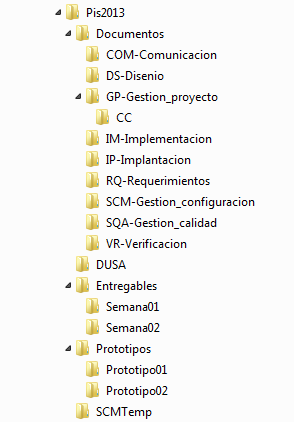 Pis2013
Documentos
COM-Comunicacion
DS-Disenio
GP-Gestion_proyecto
CC
IM-Implementacion
IP-Implantacion
RQ-Requerimientos
SCM-Gestion_configuracion
SQA-Gestion_calidad
VR-Verificacion
DUSA
Entregables
Semana01
Semana02
Prototipos
Prototipo01
Prototipo02
SCMTemp